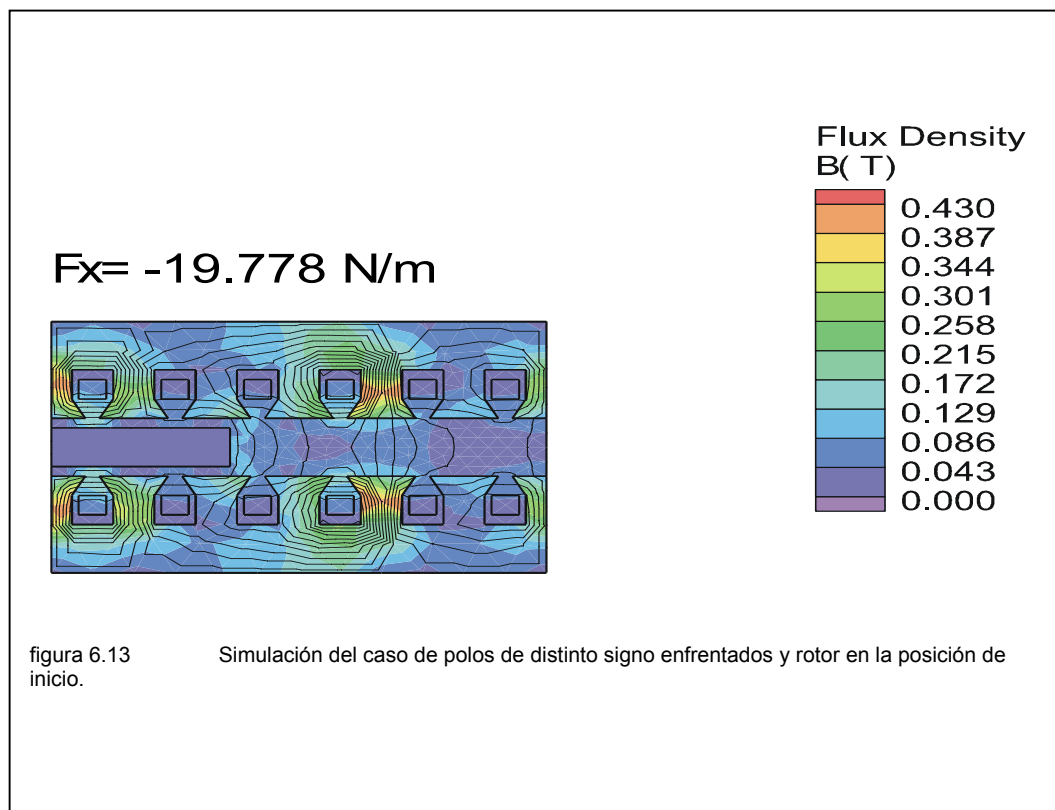 Flux Density
B( T)
0.430
0.387
0.344
0.301
0.258
0.215
0.172
0.129
0.086
0.043
0.000
Fx= -19.778 N/m
figura 6.13 Simulación del caso de polos de distinto signo enfrentados y rotor en la posición de
inicio.